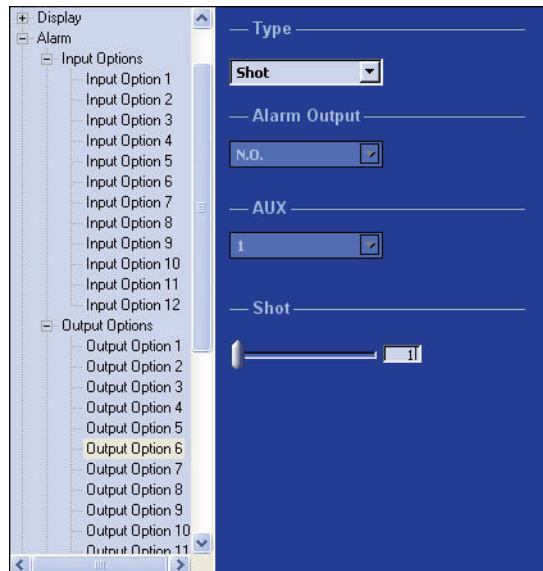 Display
Alarm
Input Options
Input Option 1
Input Option 2
Input Option 3
Input Option 4
Input Option 5
Input Option 6
Input Option 7
Input Option 8
Input Option 9
Input Option 10
Input Option 11
Input Option 12
Output Options
Output Option 1
Output Option 2
Output Option 3
Output Option 4
Output Option 5
Output Option 6
Output Option 7
Output Option 8
Output Option 9
Output Option 10
Output Option 11
Type
Shot
Alarm Output
N.O.
AUX
1
Shot
1